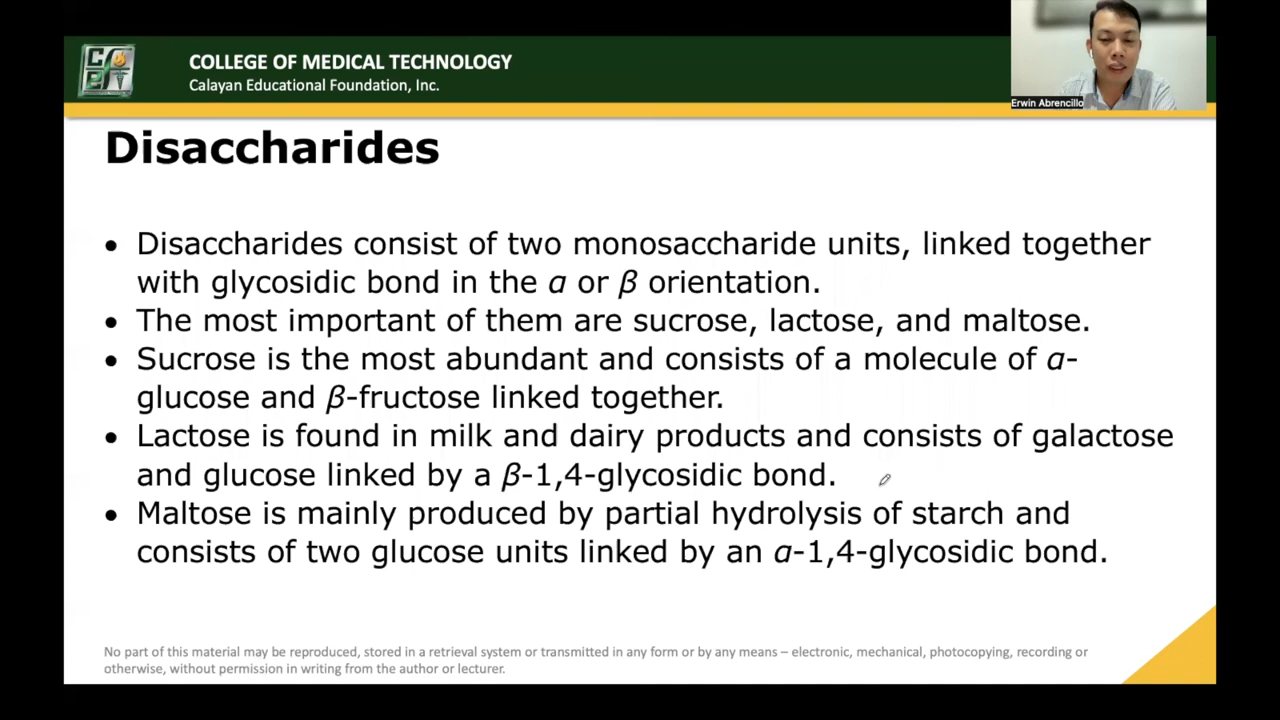 COLLEGE OF MEDICAL TECHNOLOGY
Calayan Educational Foundation, Inc.
Erwin Abrencillo
Disaccharides
• Disaccharides consist of two monosaccharide units, linked together
with glycosidic bond in the α or β orientation.
• The most important of them are sucrose, lactose, and maltose.
• Sucrose is the most abundant and consists of a molecule of α-
glucose and β-fructose linked together.
• Lactose is found in milk and dairy products and consists of galactose
and glucose linked by a β-1,4-glycosidic bond.
• Maltose is mainly produced by partial hydrolysis of starch and
consists of two glucose units linked by an α-1,4-glycosidic bond.
No part of this material may be reproduced, stored in a retrieval system or transmitted in any form or by any means – electronic, mechanical, photocopying, recording or
otherwise, without permission in writing from the author or lecturer.